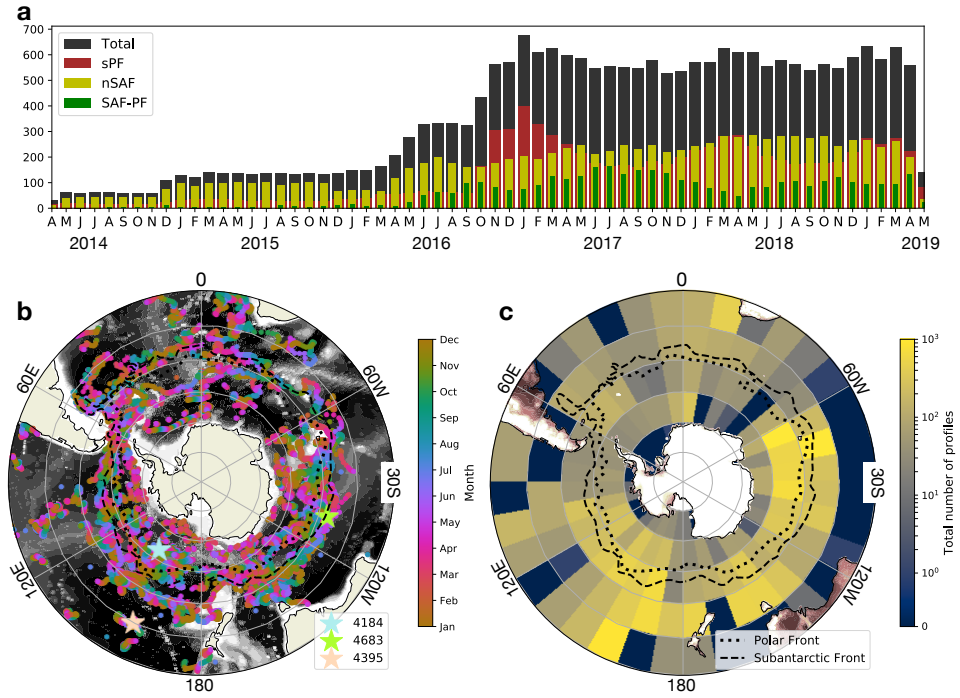 a
700
600
500
400
300
200
100
0
Total
sPF
nSAF
SAF-PF
A M J J A S O N D J F M A M J J A S O N D J F M A M J J A S O N D J F M A M J J A S O N D J F M A M J J A S O N D J F M A M
2014 2015 2016 2017 2018 2019
b
0
60E
60W
30S
120E
120W
180
4184
4683
4395
Dec
Nov
Oct
Sep
Aug
Jul
Jun
May
Apr
Mar
Feb
Jan
Month
c
0
60E
60W
30S
120E
120W
180
Polar Front
Subantarctic Front
10³
10²
10¹
10⁰
0
Total number of profiles